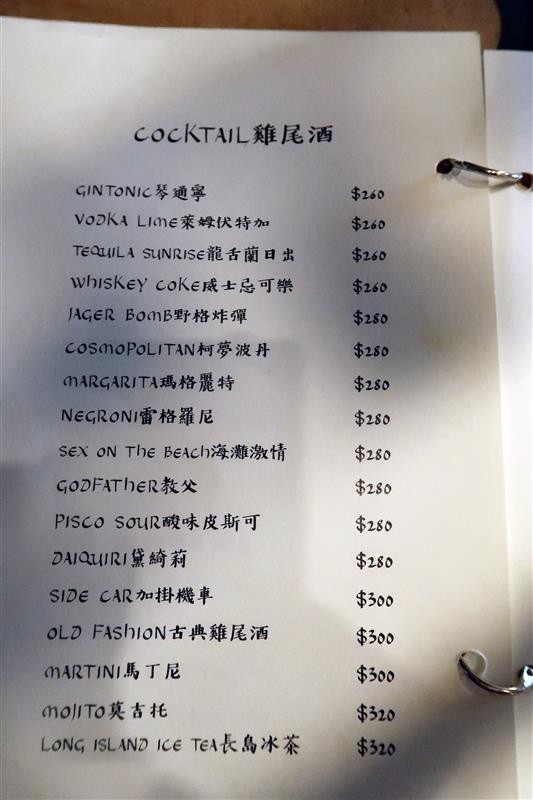 COCKTAIL雞尾酒
GINTONIC琴通寧 $260
VODKA LIME萊姆伏特加 $260
TEQUILA SUNRISE龍舌蘭日出 $260
WHISKEY COKE威士忌可樂 $260
JAGER BOMB野格炸彈 $280
COSMOPOLITAN柯夢波丹 $280
MARGARITA瑪格麗特 $280
NEGRONI雷格羅尼 $280
SEX ON THE BEACH海灘激情 $280
GODFATHER教父 $280
PISCO SOUR酸味皮斯可 $280
DAIQUIRI黛綺莉 $280
SIDE CAR加掛機車 $300
OLD FASHION古典雞尾酒 $300
MARTINI馬丁尼 $300
MOJITO莫吉托 $320
LONG ISLAND ICE TEA長島冰茶 $320